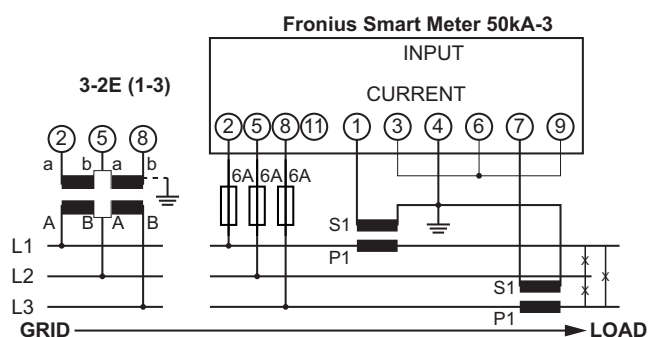 Fronius Smart Meter 50kA-3
INPUT
3-2E (1-3)
CURRENT
2 5 8
2 5 8 11 1 3 4 6 7 9
a b a b
6A 6A 6A
A B A B
S1
L1
P1
L2
x
S1
x
L3
P1
GRID
LOAD